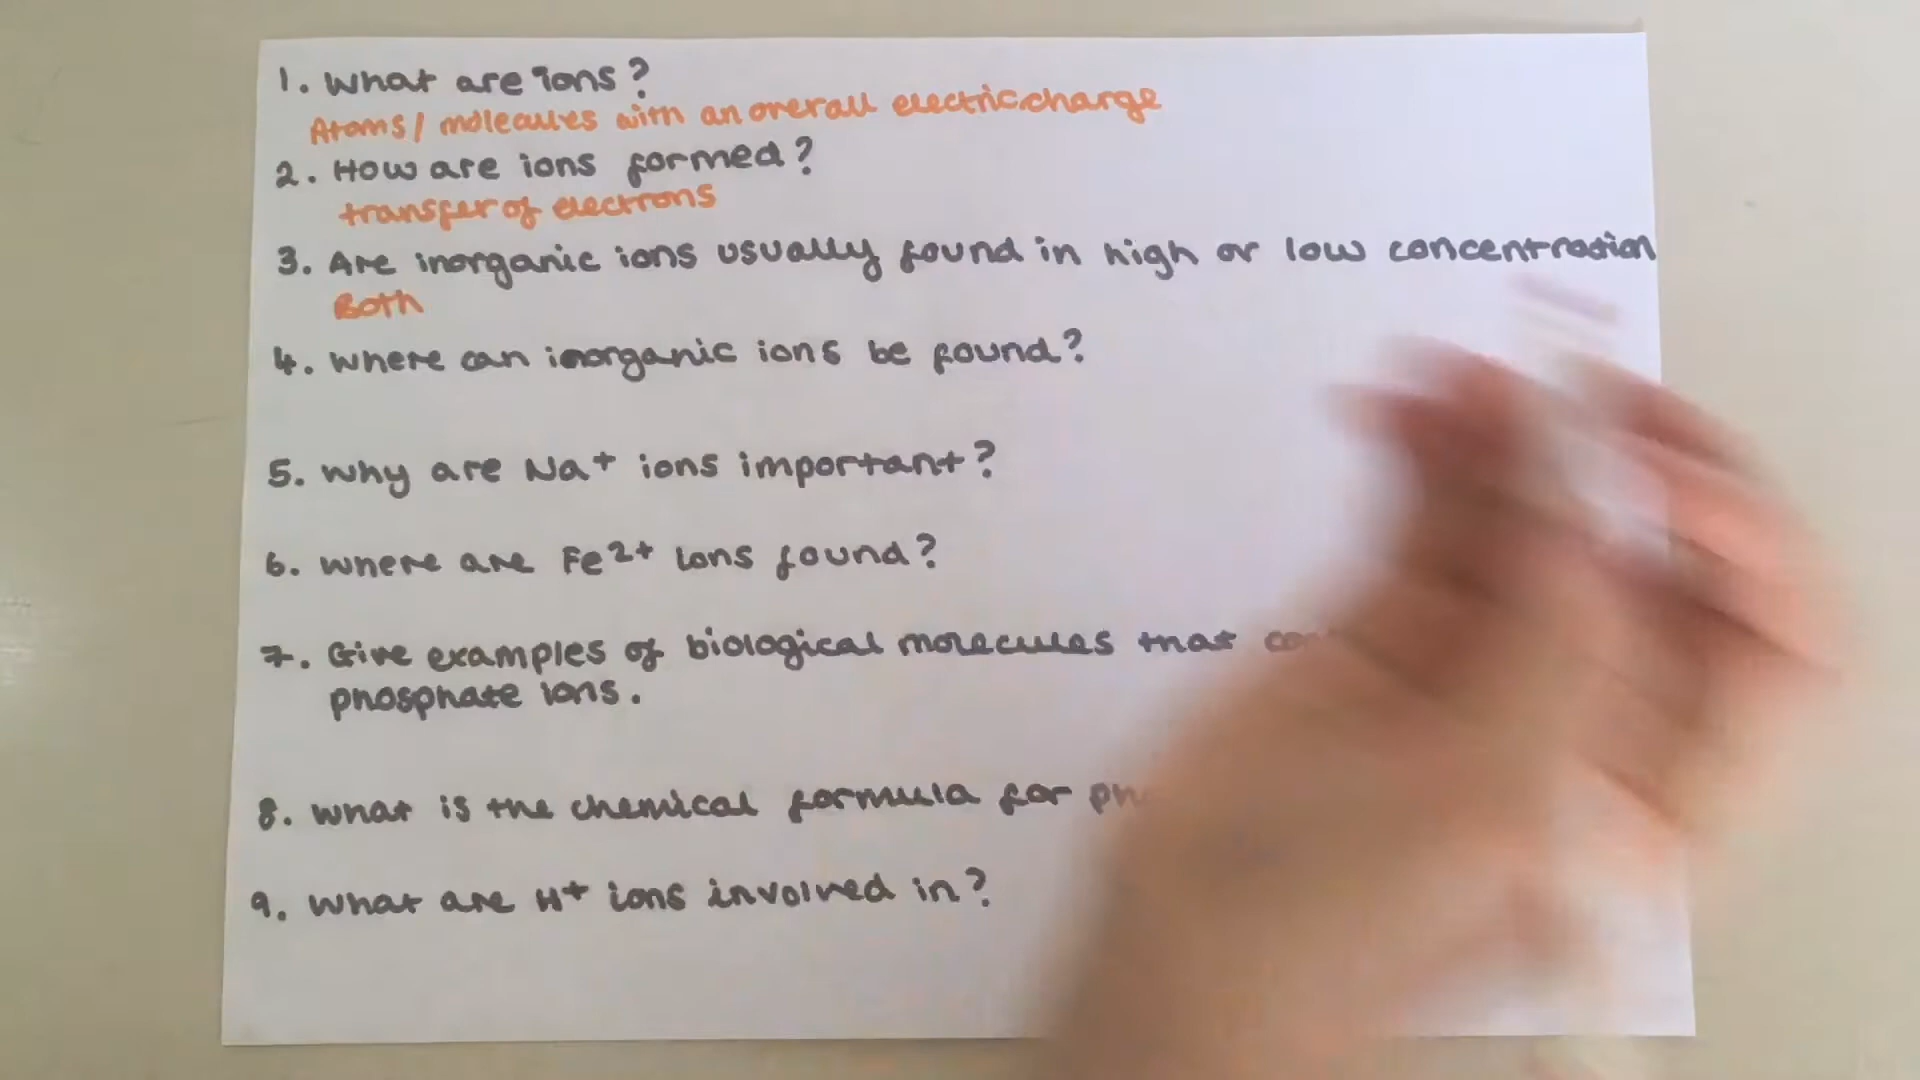 1. What are ions?
Atoms/ molecules with an overall electric charge
2. How are ions formed?
transfer of electrons
3. Are inorganic ions usually found in high or low concentration
Both
4. Where can inorganic ions be found?
5. Why are Na+ ions important?
6. Where are Fe2+ ions found?
7. Give examples of biological molecules that
phosphate ions.
8. What is the chemical formula for
9. What are H+ ions involved in?